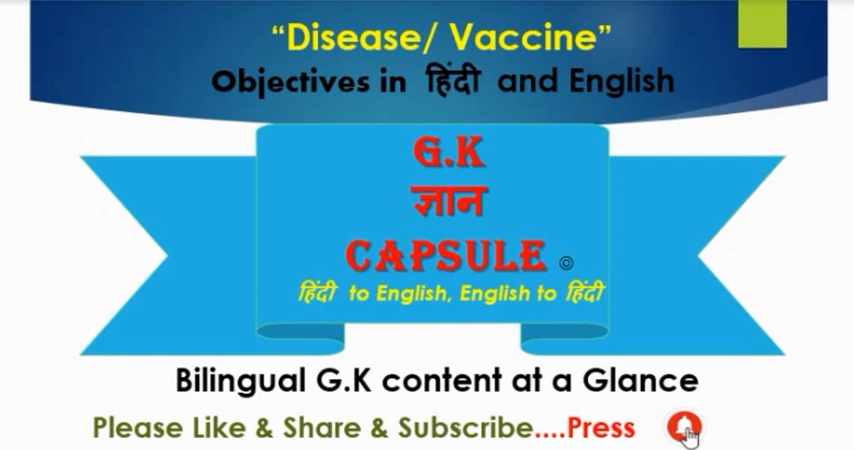 “Disease/ Vaccine”
Objectives in हिंदी and English
G.K
ज्ञान
CAPSULE ©
हिंदी to English, English to हिंदी
Bilingual G.K content at a Glance
Please Like & Share & Subscribe....Press